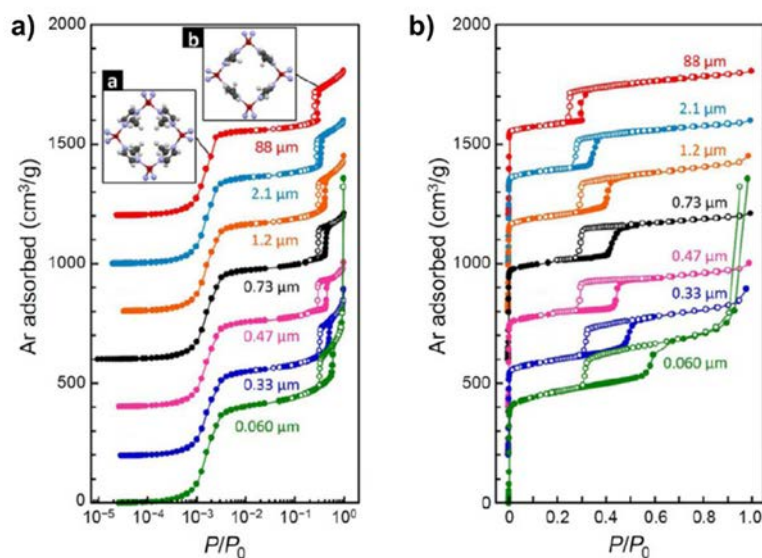 a)
2000
1500
1000
500
0
Ar adsorbed (cm³/g)
a
b
88 μm
2.1 μm
1.2 μm
0.73 μm
0.47 μm
0.33 μm
0.060 μm
10⁻⁵ 10⁻⁴ 10⁻³ 10⁻² 10⁻¹ 10⁰
P/P₀
b)
2000
1500
1000
500
0
Ar adsorbed (cm³/g)
88 μm
2.1 μm
1.2 μm
0.73 μm
0.47 μm
0.33 μm
0.060 μm
0 0.2 0.4 0.6 0.8 1.0
P/P₀